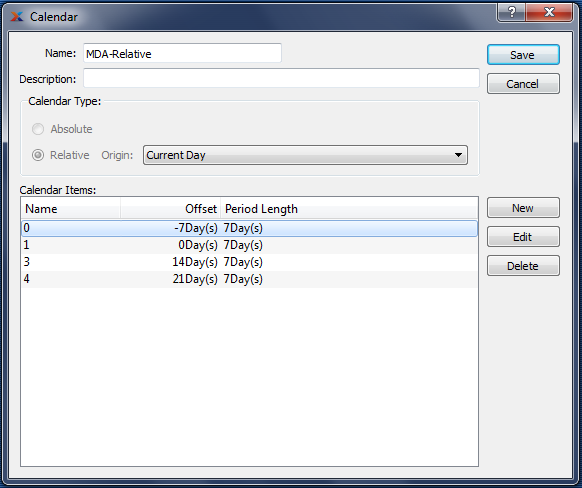 Calendar
?
Name: MDA-Relative
Save
Description:
Cancel
Calendar Type:
Absolute
Relative Origin: Current Day
Calendar Items:
Name Offset Period Length
New
0 -7Day(s) 7Day(s)
1 0Day(s) 7Day(s)
Edit
3 14Day(s) 7Day(s)
4 21Day(s) 7Day(s)
Delete